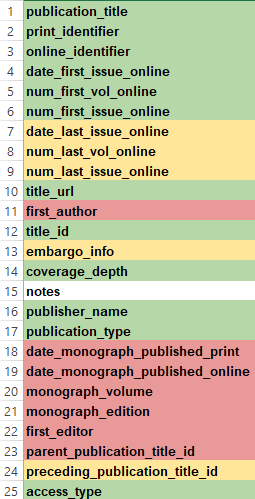 1 publication_title
2 print_identifier
3 online_identifier
4 date_first_issue_online
5 num_first_vol_online
6 num_first_issue_online
7 date_last_issue_online
8 num_last_vol_online
9 num_last_issue_online
10 title_url
11 first_author
12 title_id
13 embargo_info
14 coverage_depth
15 notes
16 publisher_name
17 publication_type
18 date_monograph_published_print
19 date_monograph_published_online
20 monograph_volume
21 monograph_edition
22 first_editor
23 parent_publication_title_id
24 preceding_publication_title_id
25 access_type